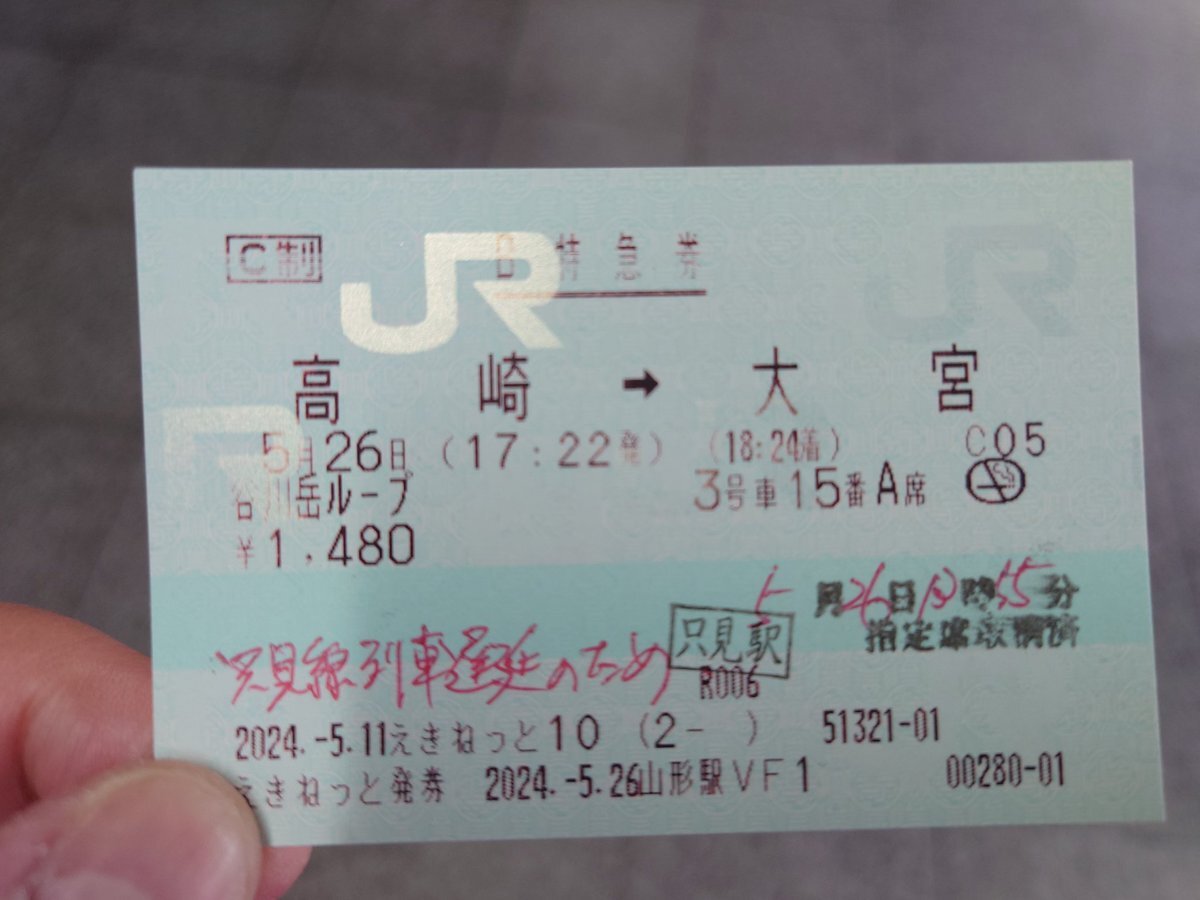 C制 B特急券
JR
高崎 → 大宮
5月26日 (17:22発) (18:24着) C05
谷川岳ループ 3号車15番A席
¥1,480
5月26日13時55分
指定席取消済
只見線列車遅延のため 只見駅
R006
2024.-5.11えきねっと10 (2- ) 51321-01
えきねっと発券 2024.-5.26山形駅VF1 00280-01